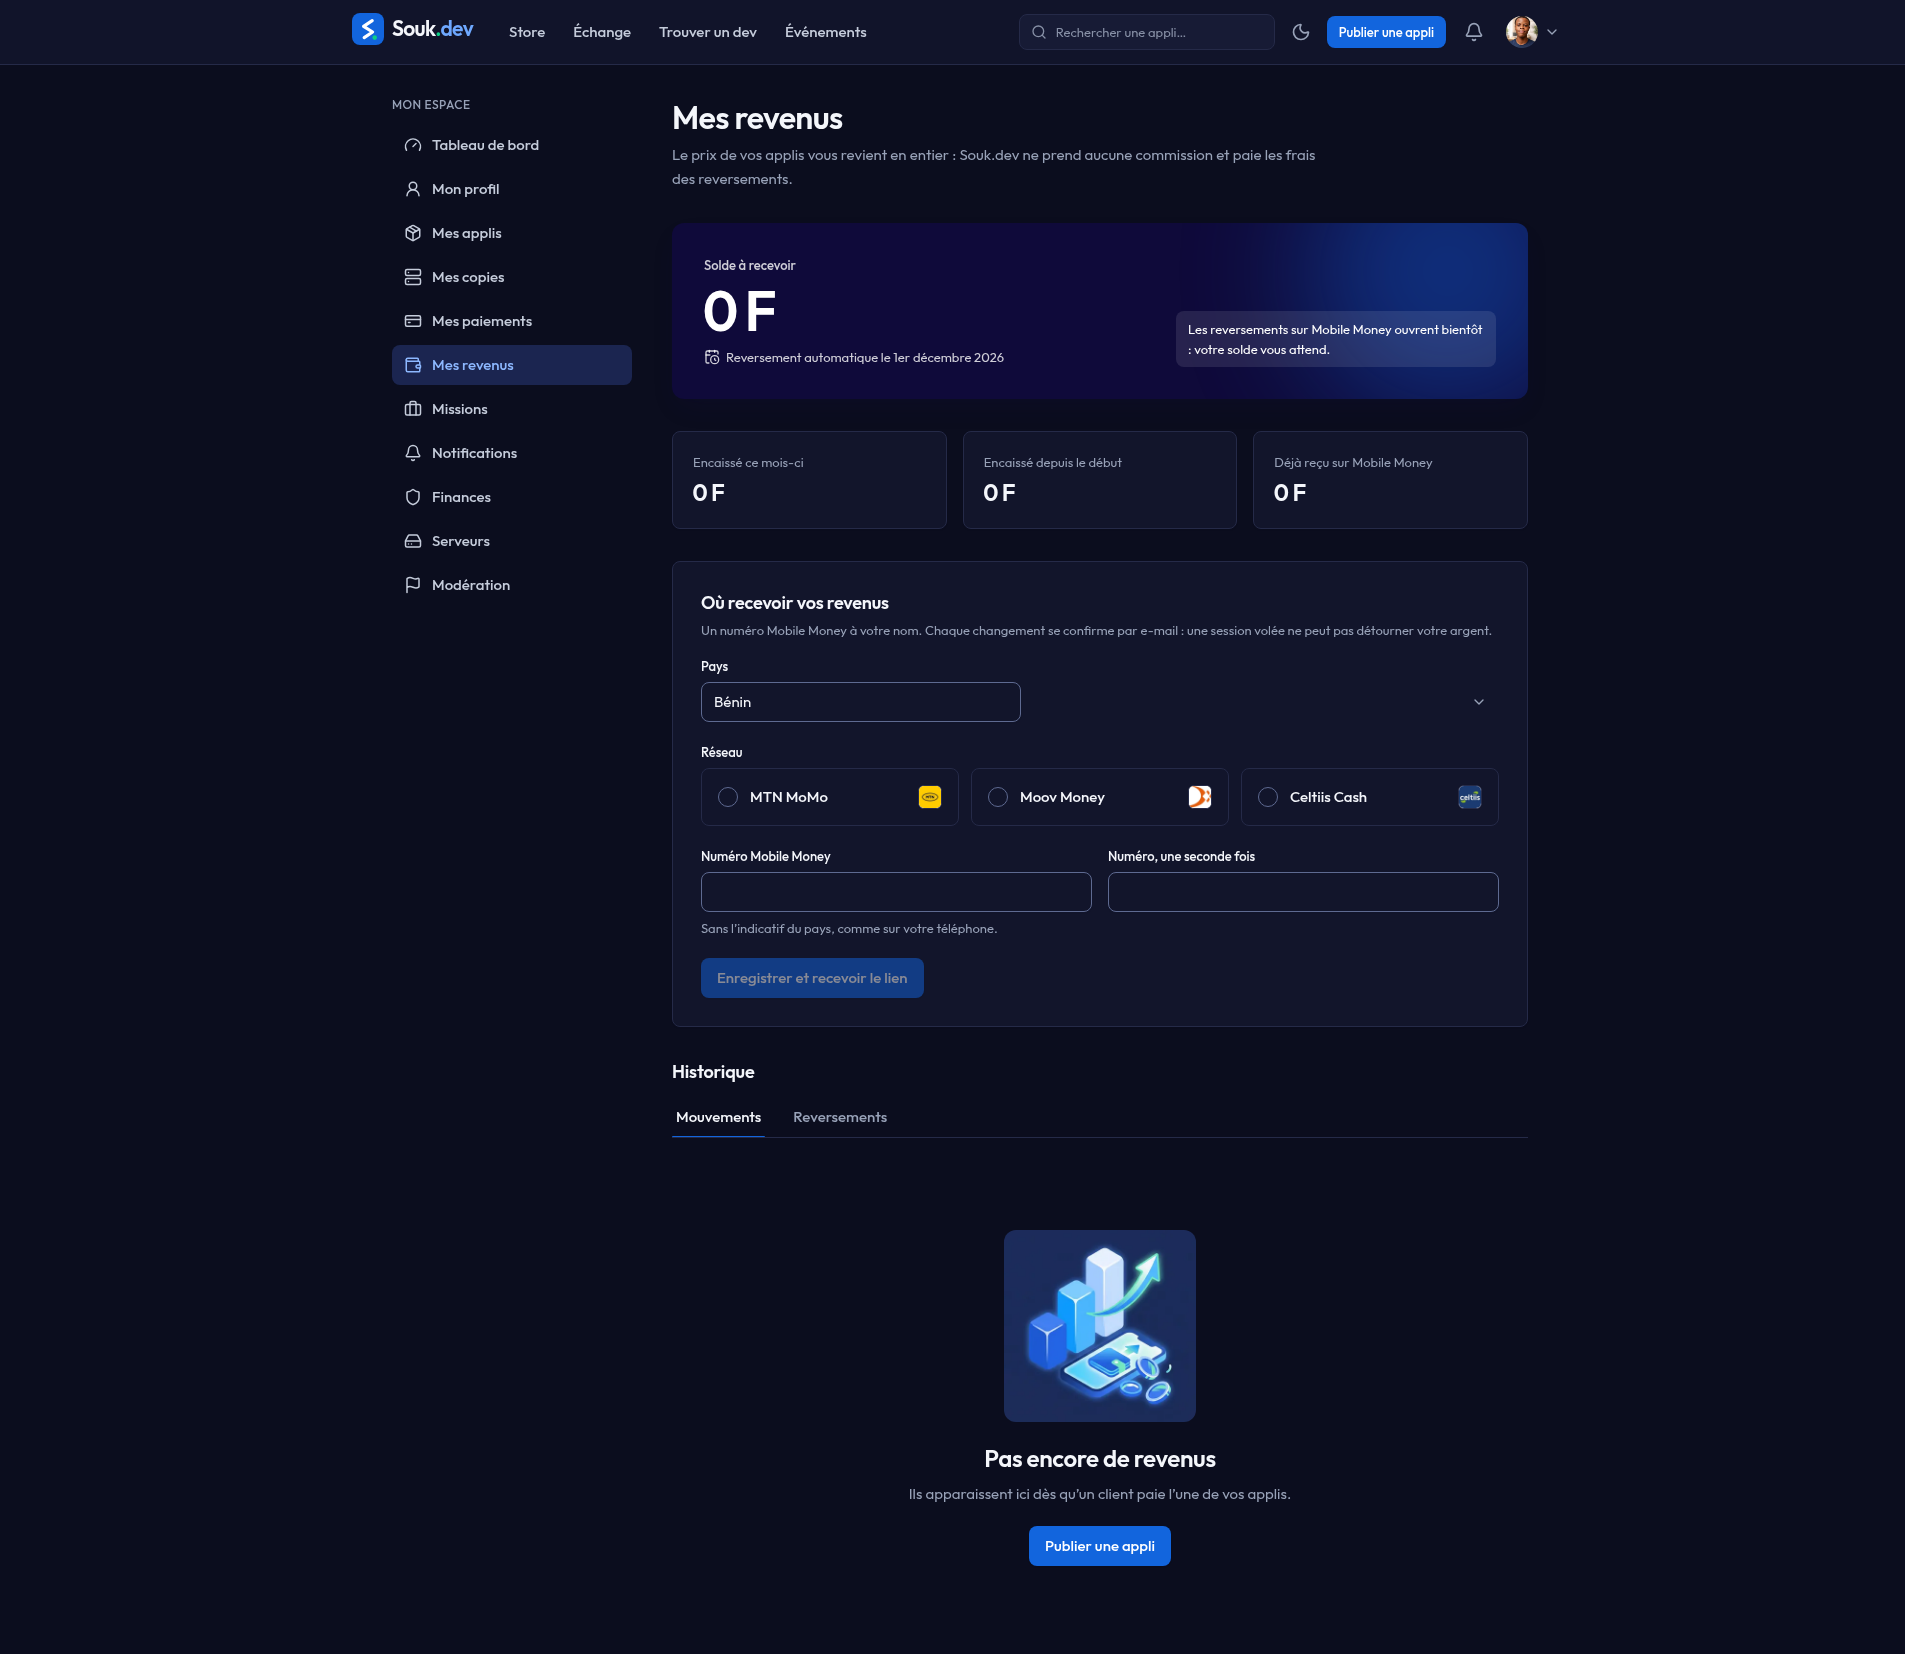 Souk.dev
Store
Échange
Trouver un dev
Événements
Rechercher une appli...
Publier une appli
MON ESPACE
Tableau de bord
Mon profil
Mes applis
Mes copies
Mes paiements
Mes revenus
Missions
Notifications
Finances
Serveurs
Modération
Mes revenus
Le prix de vos applis vous revient en entier : Souk.dev ne prend aucune commission et paie les frais
des reversements.
Solde à recevoir
0 F
Reversement automatique le 1er décembre 2026
Les reversements sur Mobile Money ouvrent bientôt
: votre solde vous attend.
Encaissé ce mois-ci
0 F
Encaissé depuis le début
0 F
Déjà reçu sur Mobile Money
0 F
Où recevoir vos revenus
Un numéro Mobile Money à votre nom. Chaque changement se confirme par e-mail : une session volée ne peut pas détourner votre argent.
Pays
Bénin
Réseau
MTN MoMo
MTN
Moov Money
Celtiis Cash
celtiis
Numéro Mobile Money
Numéro, une seconde fois
Sans l'indicatif du pays, comme sur votre téléphone.
Enregistrer et recevoir le lien
Historique
Mouvements
Reversements
Pas encore de revenus
Ils apparaissent ici dès qu'un client paie l'une de vos applis.
Publier une appli